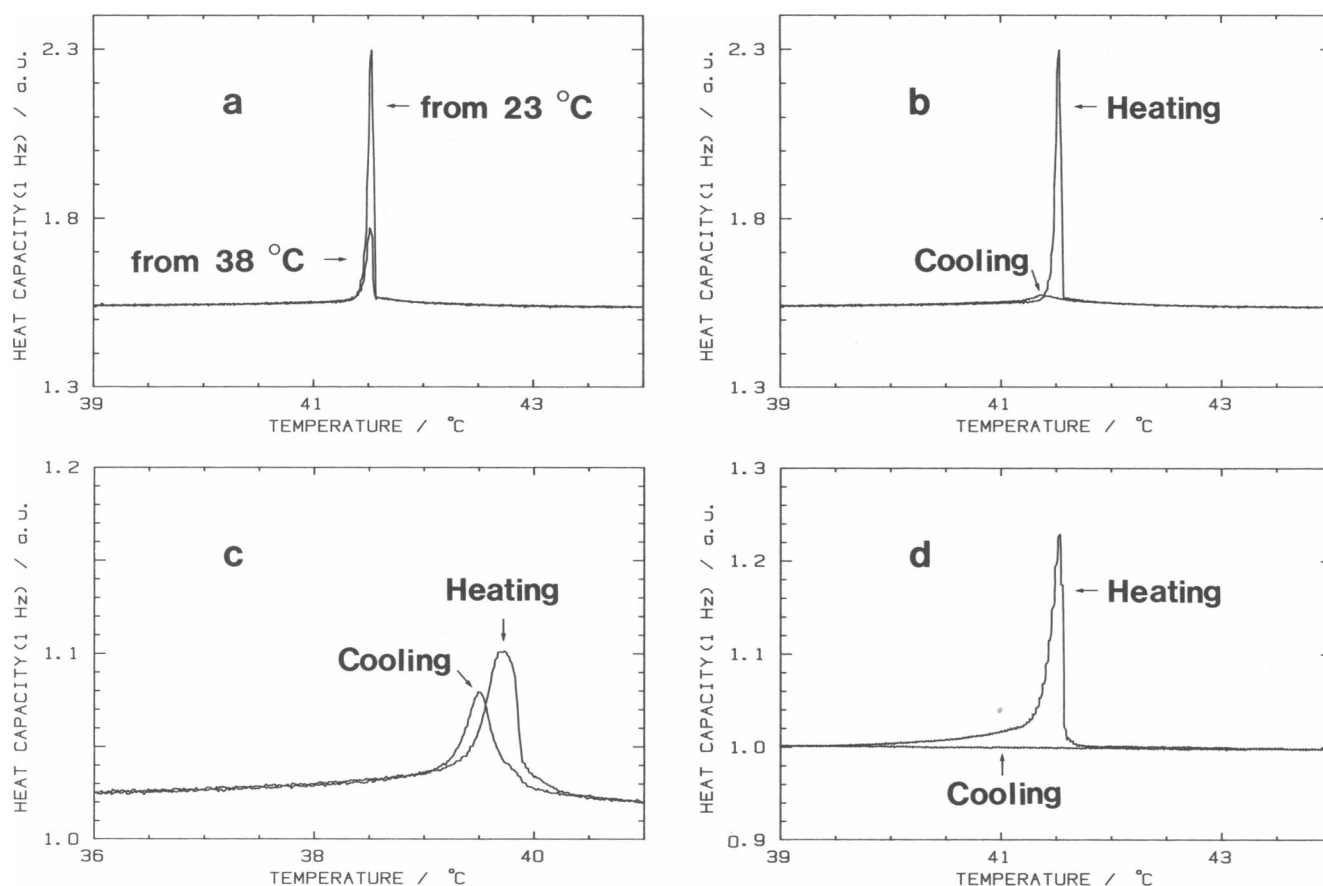 HEAT CAPACITY(1 Hz) / a.u.
2.3
1.8
1.3
a
from 23 °C
from 38 °C
39
41
43
TEMPERATURE / °C
HEAT CAPACITY(1 Hz) / a.u.
2.3
1.8
1.3
b
Heating
Cooling
39
41
43
TEMPERATURE / °C
HEAT CAPACITY(1 Hz) / a.u.
1.2
1.1
1.0
c
Heating
Cooling
36
38
40
TEMPERATURE / °C
HEAT CAPACITY(1 Hz) / a.u.
1.3
1.2
1.1
1.0
0.9
d
Heating
Cooling
39
41
43
TEMPERATURE / °C